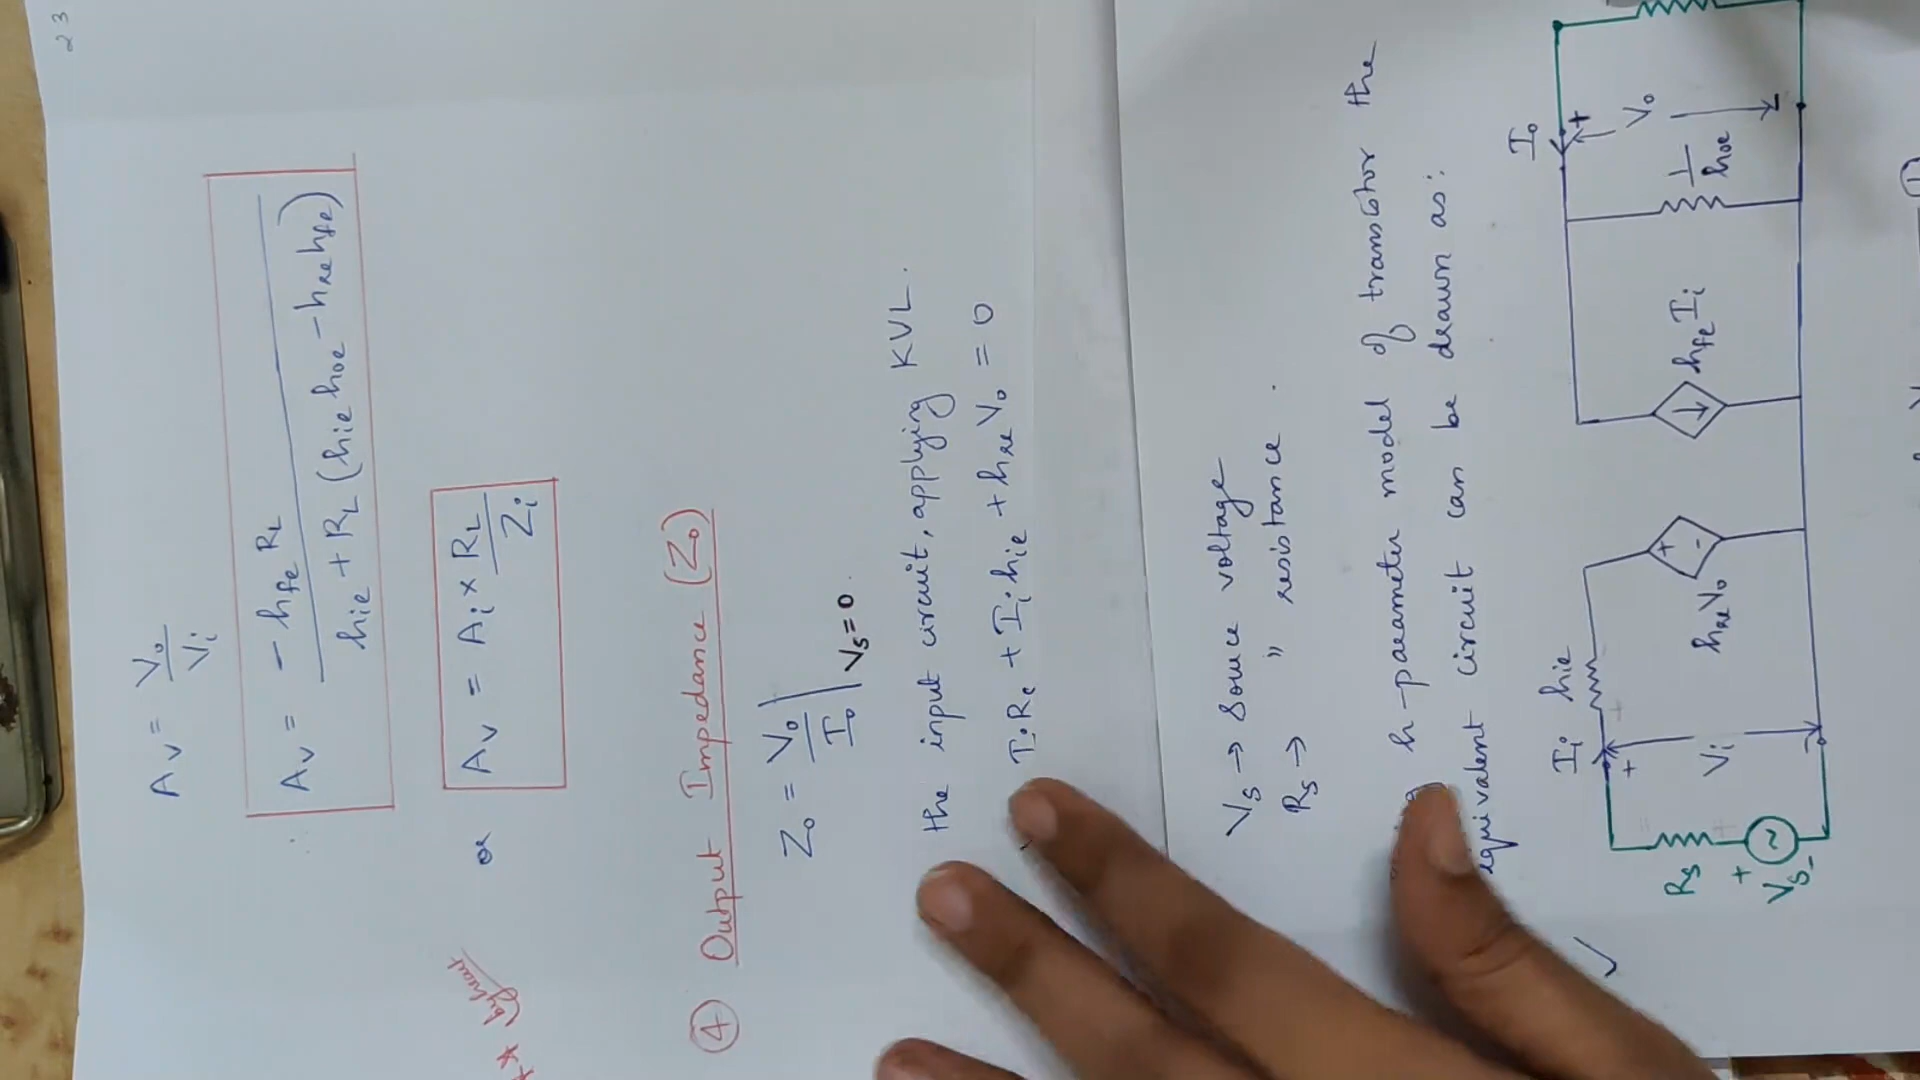 23
Av = Vo/Vi
∴ Av = - hfe RL / hie + RL (hie hoe - hre hfe)
or Av = Ai × RL/Zi
④ Output Impedance (Zo)
Zo = Vo/Io | Vs=0.
the input circuit, applying KVL.
Ii Rs + Ii hie + hre Vo = 0
Vs → Source voltage
Rs → " resistance.
h-parameter model of transistor the
equivalent circuit can be drawn as:
Ii hie
Io
Rs
+
Vs
-
+
Vi
hre Vo
+
-
hfe Ii
1/hoe
+
Vo
-
①